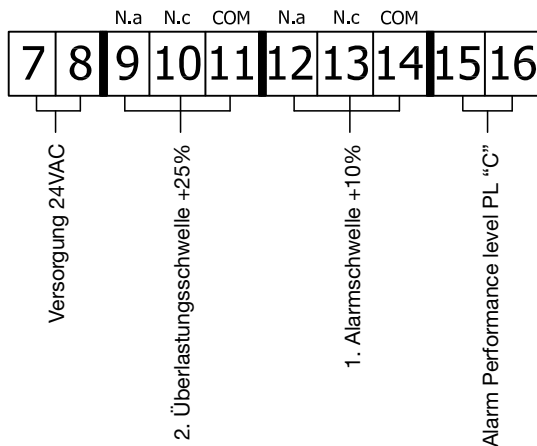 N.a N.c COM N.a N.c COM
7 8 9 10 11 12 13 14 15 16
Versorgung 24VAC
2. Überlastungsschwelle +25%
1. Alarmschwelle +10%
Alarm Performance level PL “C”